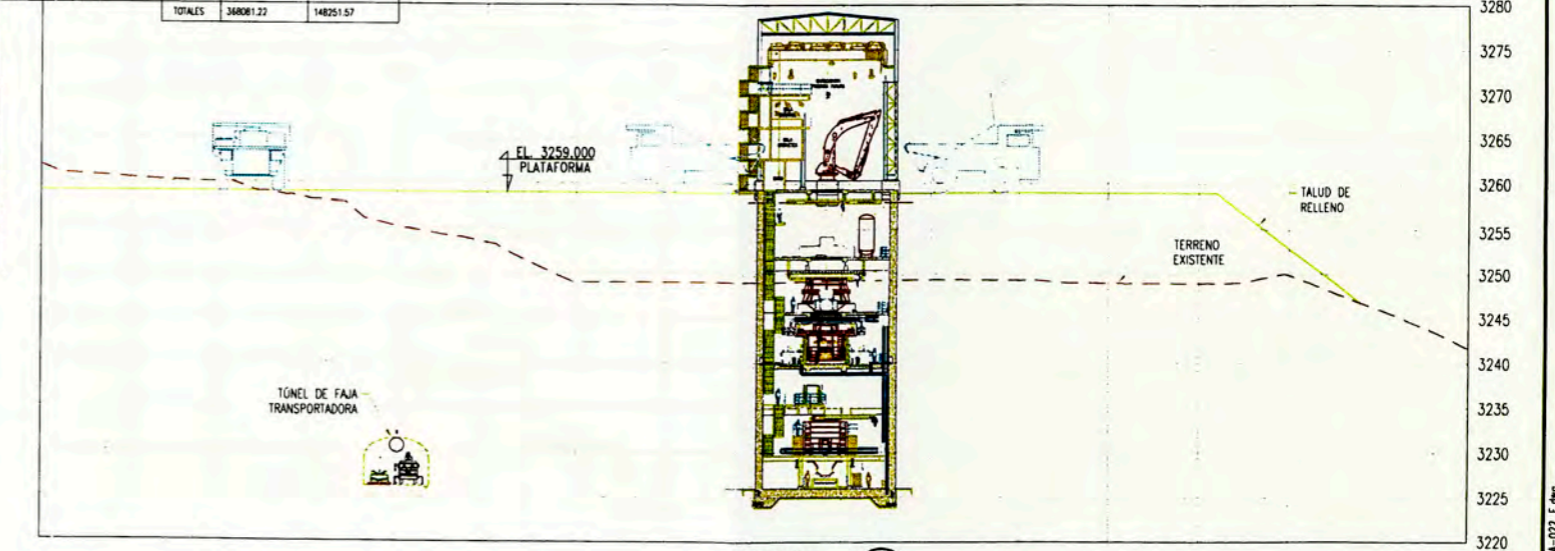 TOTALES 368081.22 148251.57
3280
3275
3270
3265
EL. 3259.000
PLATAFORMA
3260
TALUD DE
RELLENO
3255
TERRENO
EXISTENTE
3250
3245
3240
TÚNEL DE FAJA
TRANSPORTADORA
3235
3230
3225
3220